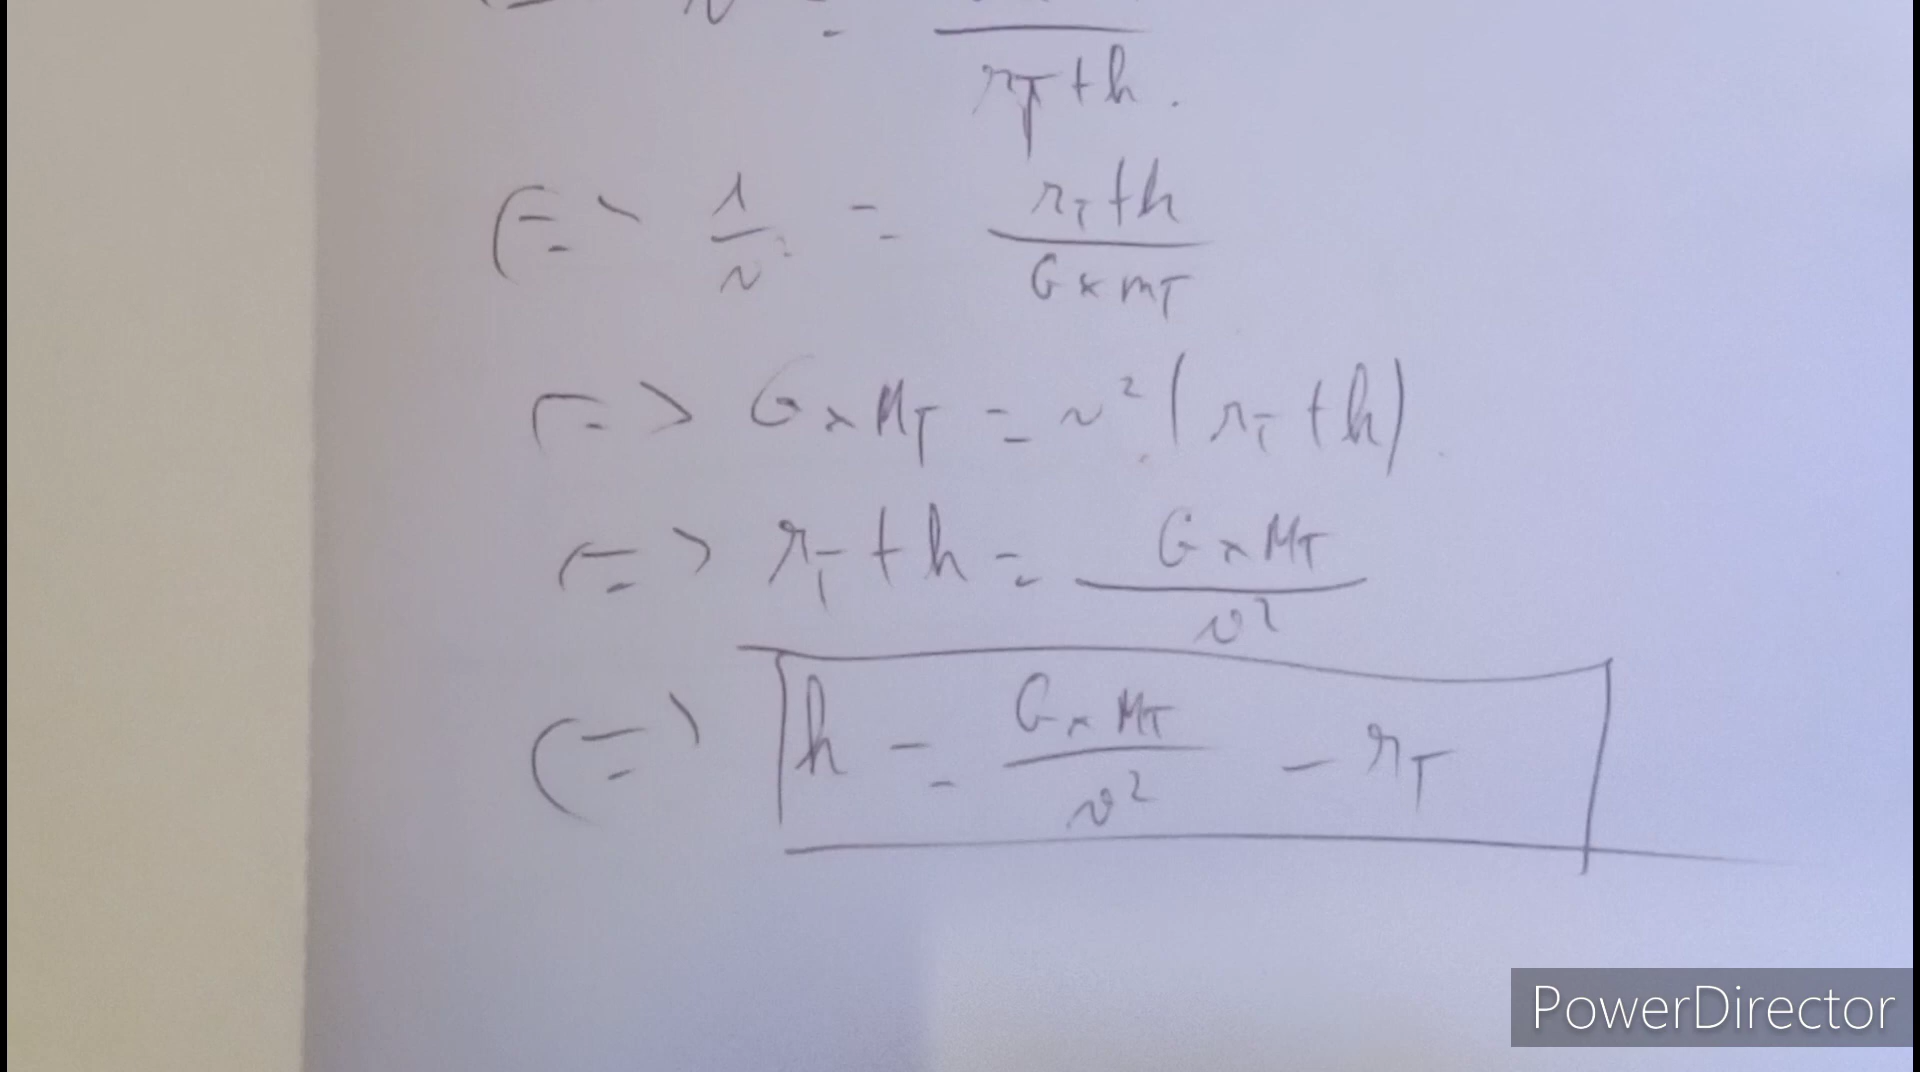 r_T + h.
<=> 1/v² = (r_T + h)/(G x m_T)
<=> G x M_T = v² (r_T + h)
<=> r_T + h = (G x M_T)/v²
<=> h = (G x M_T)/v² - r_T
PowerDirector